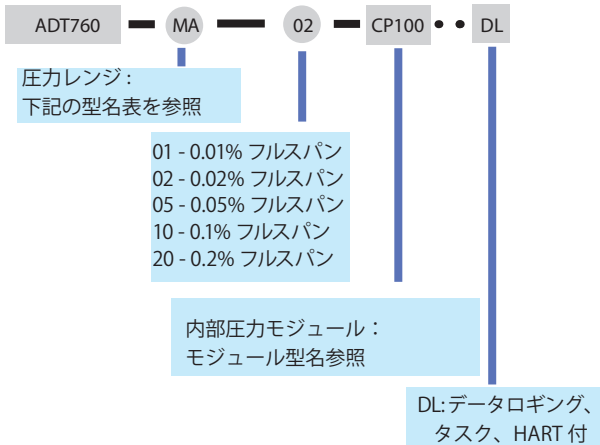 ADT760 MA 02 CP100 DL
圧力レンジ:
下記の型名表を参照
01 - 0.01% フルスパン
02 - 0.02% フルスパン
05 - 0.05% フルスパン
10 - 0.1% フルスパン
20 - 0.2% フルスパン
内部圧力モジュール:
モジュール型名参照
DL:データロギング、
タスク、HART 付